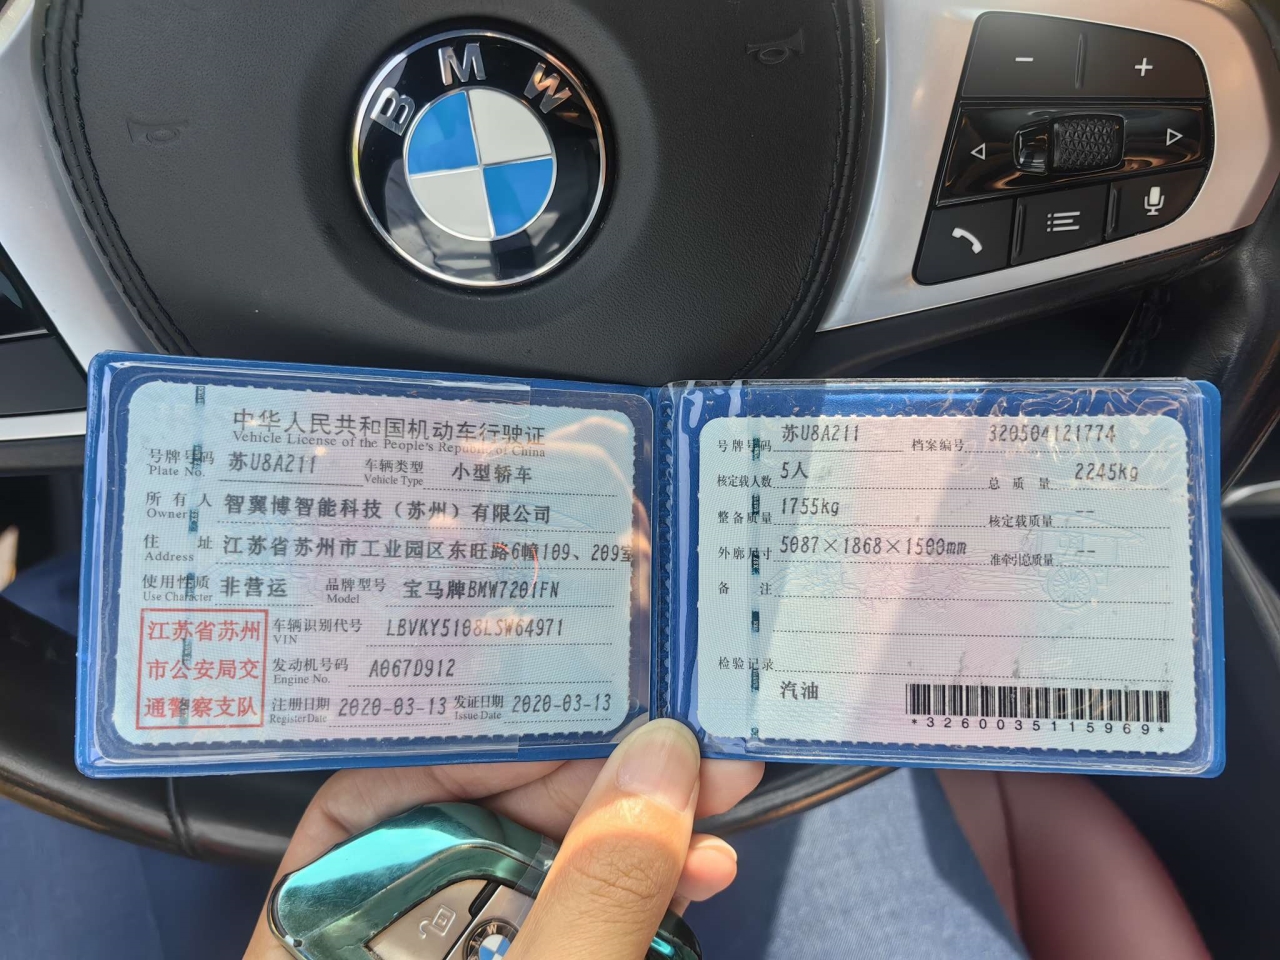 BMW
中华人民共和国机动车行驶证
Vehicle License of the People's Republic of China
号牌号码 苏U8A211 车辆类型 小型轿车
Plate No. Vehicle Type
所有人 智翼博智能科技(苏州)有限公司
Owner
住址 江苏省苏州市工业园区东旺路6幢109、209室
Address
使用性质 非营运 品牌型号 宝马牌BMW7201FN
Use Character Model
江苏省苏州
市公安局交
通警察支队
车辆识别代号 LBVKY5108LSW64971
VIN
发动机号码 A067D912
Engine No.
注册日期 2020-03-13 发证日期 2020-03-13
Register Date Issue Date
号牌号码 苏U8A211 档案编号 320504121774
核定载人数 5人 总质量 2245kg
整备质量 1755kg 核定载质量 --
外廓尺寸 5087×1868×1500mm 准牵引总质量 --
备注
检验记录
汽油
*3260035115969*